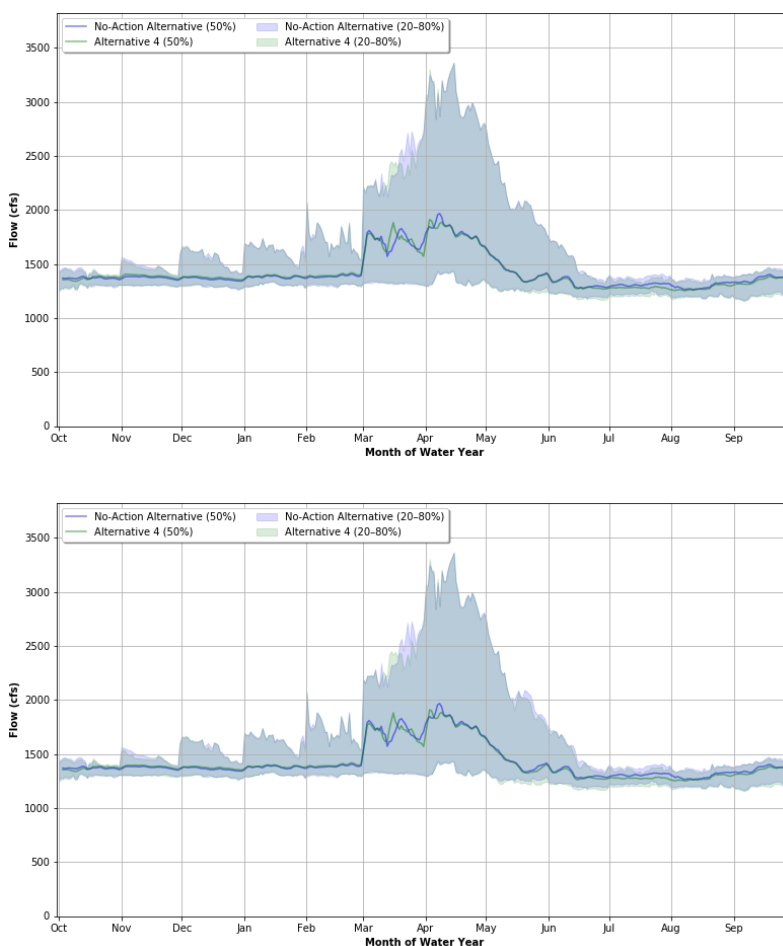 No-Action Alternative (50%) No-Action Alternative (20–80%)
Alternative 4 (50%) Alternative 4 (20–80%)
3500
3000
2500
2000
1500
1000
500
0
Flow (cfs)
Oct Nov Dec Jan Feb Mar Apr May Jun Jul Aug Sep
Month of Water Year
No-Action Alternative (50%) No-Action Alternative (20–80%)
Alternative 4 (50%) Alternative 4 (20–80%)
3500
3000
2500
2000
1500
1000
500
0
Flow (cfs)
Oct Nov Dec Jan Feb Mar Apr May Jun Jul Aug Sep
Month of Water Year